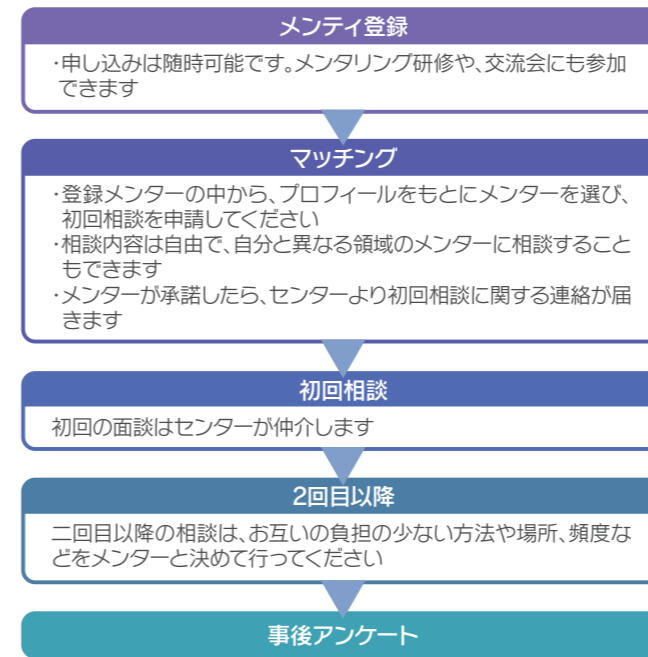 メンティ登録
・申し込みは随時可能です。メンタリング研修や、交流会にも参加
できます
マッチング
・登録メンターの中から、プロフィールをもとにメンターを選び、
初回相談を申請してください
・相談内容は自由で、自分と異なる領域のメンターに相談すること
もできます
・メンターが承諾したら、センターより初回相談に関する連絡が届
きます
初回相談
初回の面談はセンターが仲介します
2回目以降
二回目以降の相談は、お互いの負担の少ない方法や場所、頻度な
どをメンターと決めて行ってください
事後アンケート